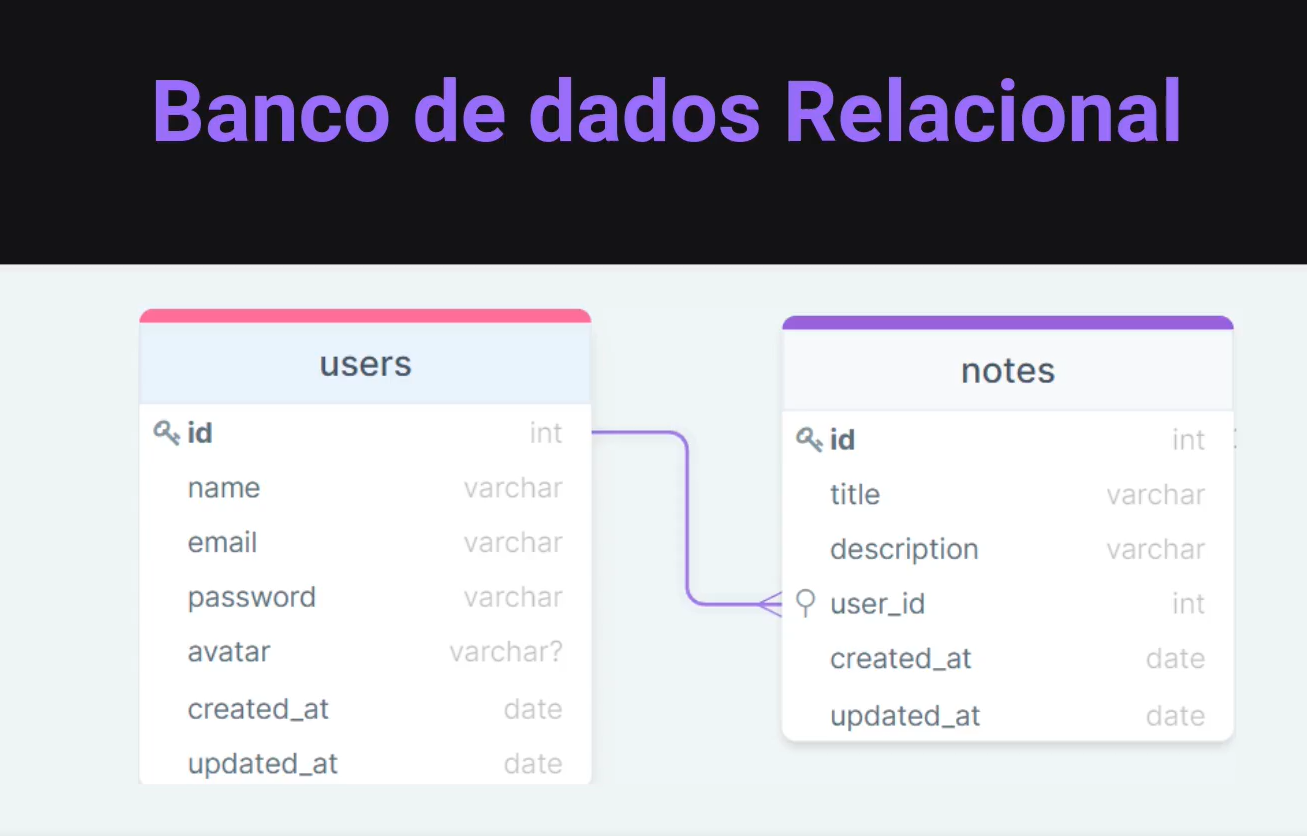 Banco de dados Relacional
users
id int
name varchar
email varchar
password varchar
avatar varchar?
created_at date
updated_at date
notes
id int
title varchar
description varchar
user_id int
created_at date
updated_at date